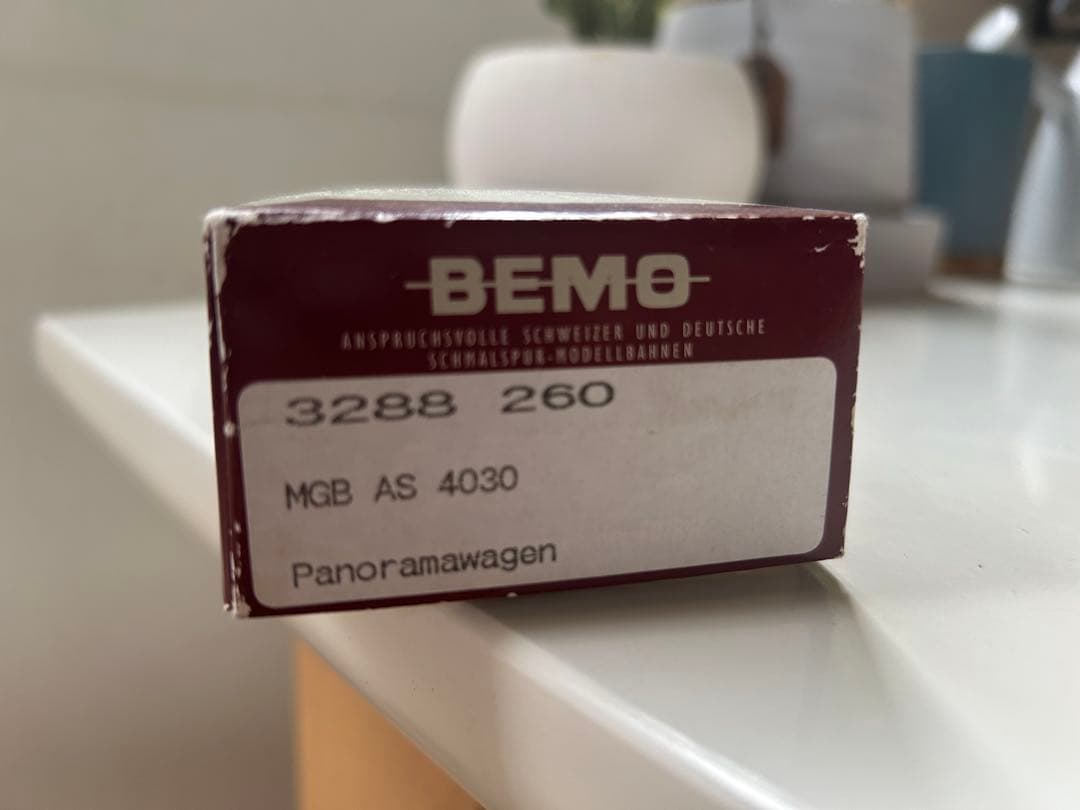 BEMO
ANSPRUCHSVOLLE SCHWEIZER UND DEUTSCHE
SCHMALSPUR-MODELLBAHNEN
3288 260
MGB AS 4030
Panoramawagen